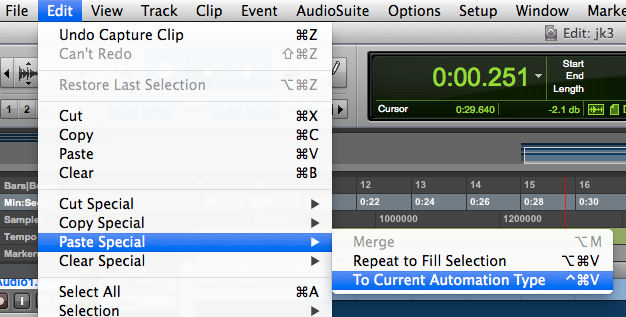 File Edit View Track Clip Event AudioSuite Options Setup Window
Edit: jk3
Undo Capture Clip ⌘Z
Can't Redo ⇧⌘Z
Restore Last Selection ⌥⌘Z
Cut ⌘X
Copy ⌘C
Paste ⌘V
Clear ⌘B
Cut Special ▶
Copy Special ▶
Paste Special ▶
Clear Special ▶
Select All ⌘A
Selection ▶
Merge ⌥M
Repeat to Fill Selection ⌥⌘V
To Current Automation Type ^⌘V
0:00.251
Start
End
Length
Cursor 0:29.640 -2.1 db
1 2
Bars|B
Min:Se
Sample
Tempo
Marker
Audio1
12 13 14 15 16
0:22 0:24 0:26 0:28 0:30
1000000 1200000